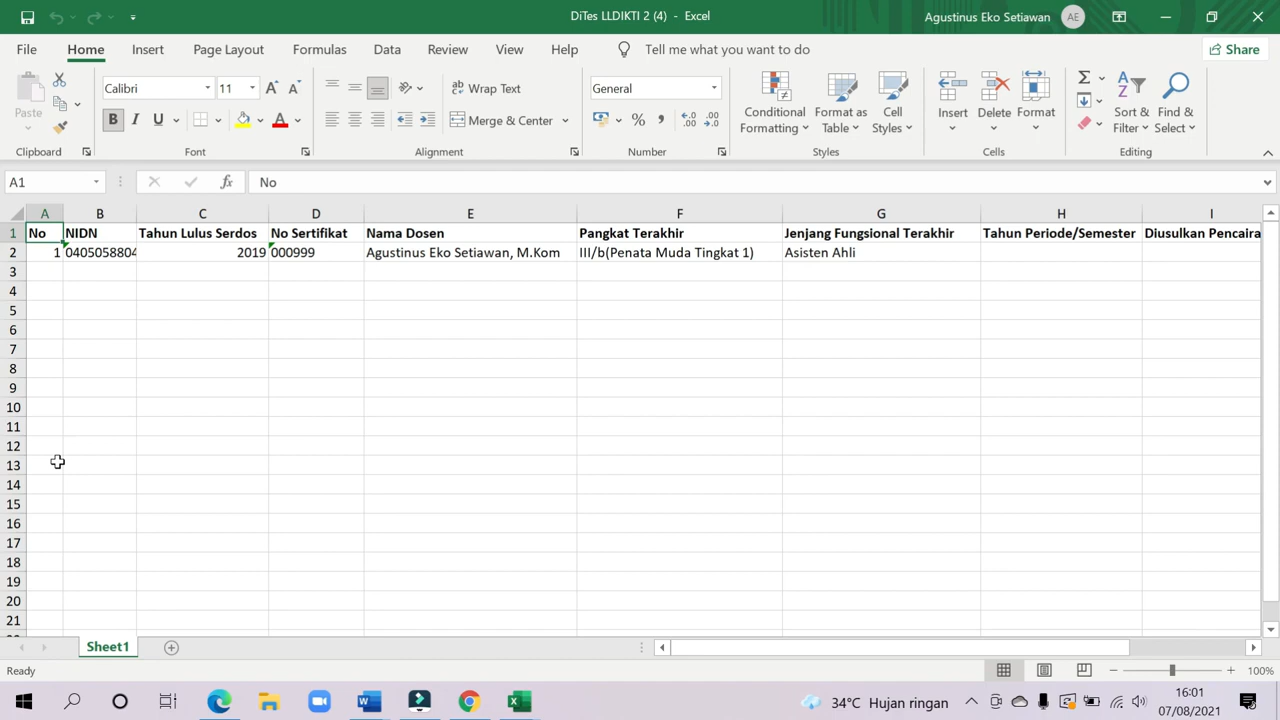 DiTes LLDIKTI 2 (4) - Excel
Agustinus Eko Setiawan AE
File Home Insert Page Layout Formulas Data Review View Help Tell me what you want to do Share
Paste Calibri 11 Wrap Text General
B I U A Merge & Center % Conditional Formatting Format as Table Cell Styles Insert Delete Format Sort & Filter Find & Select
Clipboard Font Alignment Number Styles Cells Editing
A1 fx No
A B C D E F G H I
1 No NIDN Tahun Lulus Serdos No Sertifikat Nama Dosen Pangkat Terakhir Jenjang Fungsional Terakhir Tahun Periode/Semester Diusulkan Pencaira
2 1 0405058804 2019 000999 Agustinus Eko Setiawan, M.Kom III/b(Penata Muda Tingkat 1) Asisten Ahli
3
4
5
6
7
8
9
10
11
12
13
14
15
16
17
18
19
20
21
Sheet1
Ready 100%
34°C Hujan ringan 16:01
07/08/2021